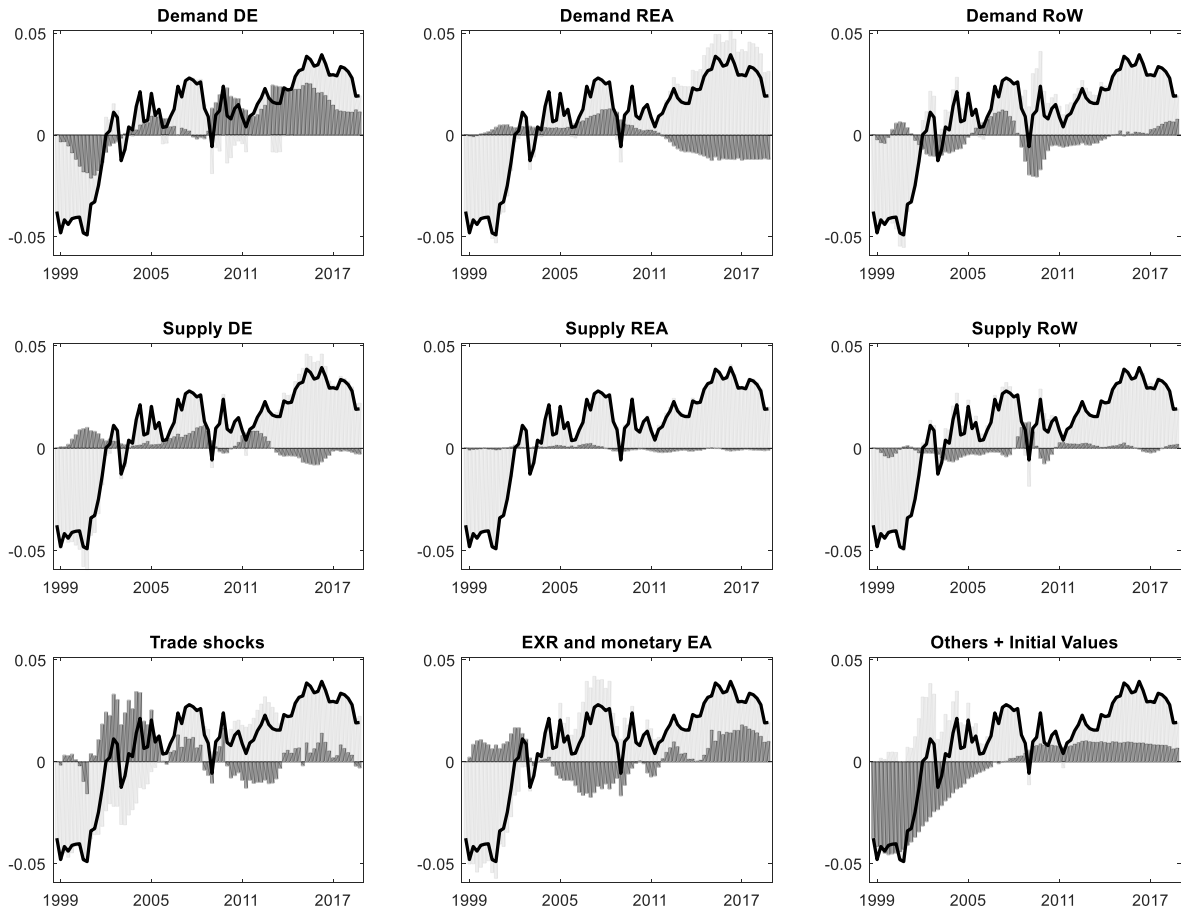 Demand DE
0.05
0
-0.05
1999 2005 2011 2017
Demand REA
0.05
0
-0.05
1999 2005 2011 2017
Demand RoW
0.05
0
-0.05
1999 2005 2011 2017
Supply DE
0.05
0
-0.05
1999 2005 2011 2017
Supply REA
0.05
0
-0.05
1999 2005 2011 2017
Supply RoW
0.05
0
-0.05
1999 2005 2011 2017
Trade shocks
0.05
0
-0.05
1999 2005 2011 2017
EXR and monetary EA
0.05
0
-0.05
1999 2005 2011 2017
Others + Initial Values
0.05
0
-0.05
1999 2005 2011 2017